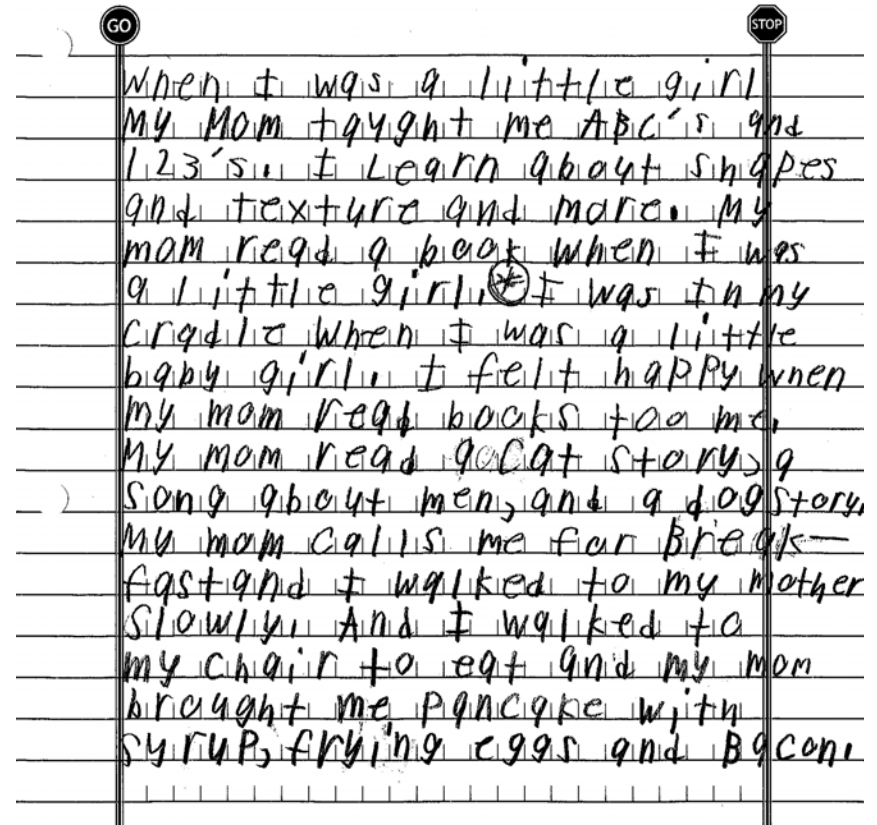 GO STOP
When I was a little girl
My Mom taught me ABC's and
123's. I Learn about shapes
and texture and more. My
mom read a book when I was
a little girl. * I was In my
cradle when I was a little
baby girl. I felt happy when
my mom read books too me.
My mom read a Cat story, a
song about men, and a dog story.
My mom calls me for Break-
fast and I walked to my mother
slowly. And I walked to
my chair to eat and my mom
brought me pancake with
syrup, frying eggs and Bacon.